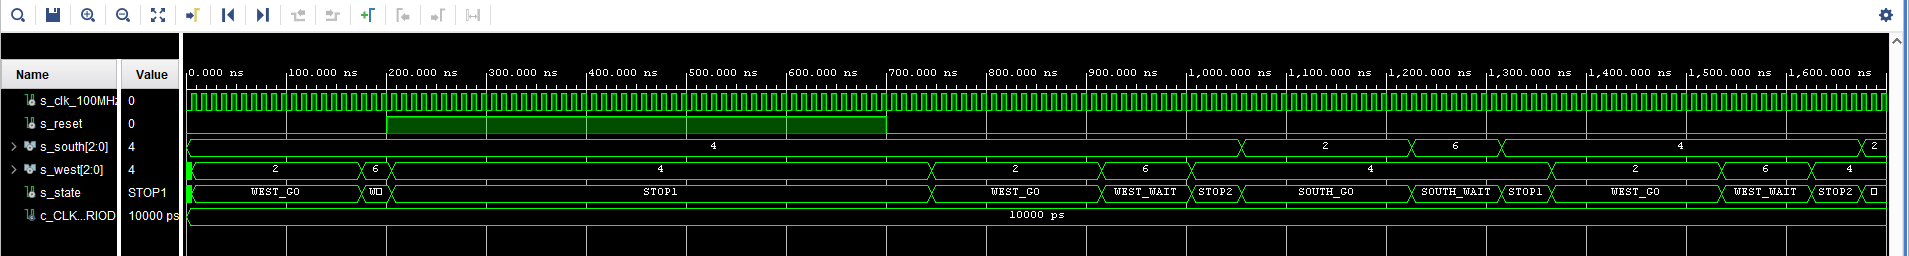 Name Value
0.000 ns 100.000 ns 200.000 ns 300.000 ns 400.000 ns 500.000 ns 600.000 ns 700.000 ns 800.000 ns 900.000 ns 1,000.000 ns 1,100.000 ns 1,200.000 ns 1,300.000 ns 1,400.000 ns 1,500.000 ns 1,600.000 ns
s_clk_100MHz 0
s_reset 0
s_south[2:0] 4 4 2 6 4 2
s_west[2:0] 4 2 6 4 2 6 4 2 6 4
s_state STOP1 WEST_GO W STOP1 WEST_GO WEST_WAIT STOP2 SOUTH_GO SOUTH_WAIT STOP1 WEST_GO WEST_WAIT STOP2
c_CLK...RIOD 10000 ps 10000 ps